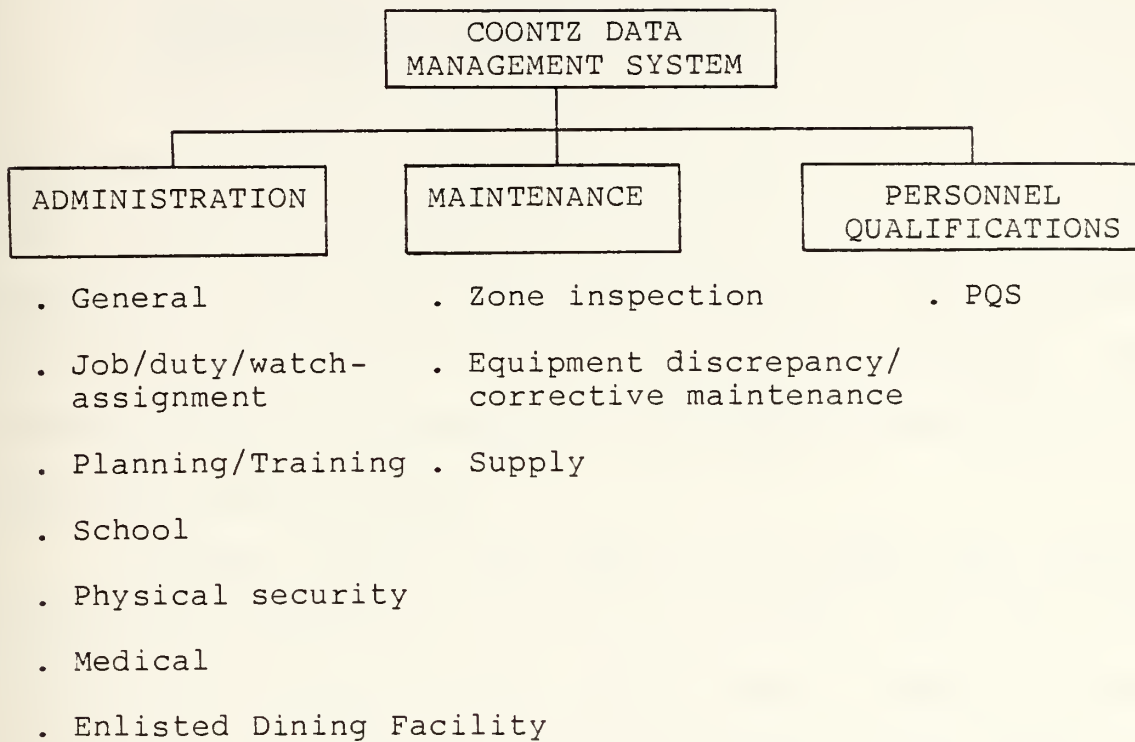 COONTZ DATA
MANAGEMENT SYSTEM
ADMINISTRATION
MAINTENANCE
PERSONNEL
QUALIFICATIONS
. General
. Job/duty/watch-
assignment
. Planning/Training
. School
. Physical security
. Medical
. Enlisted Dining Facility
. Zone inspection
. Equipment discrepancy/
corrective maintenance
. Supply
. PQS